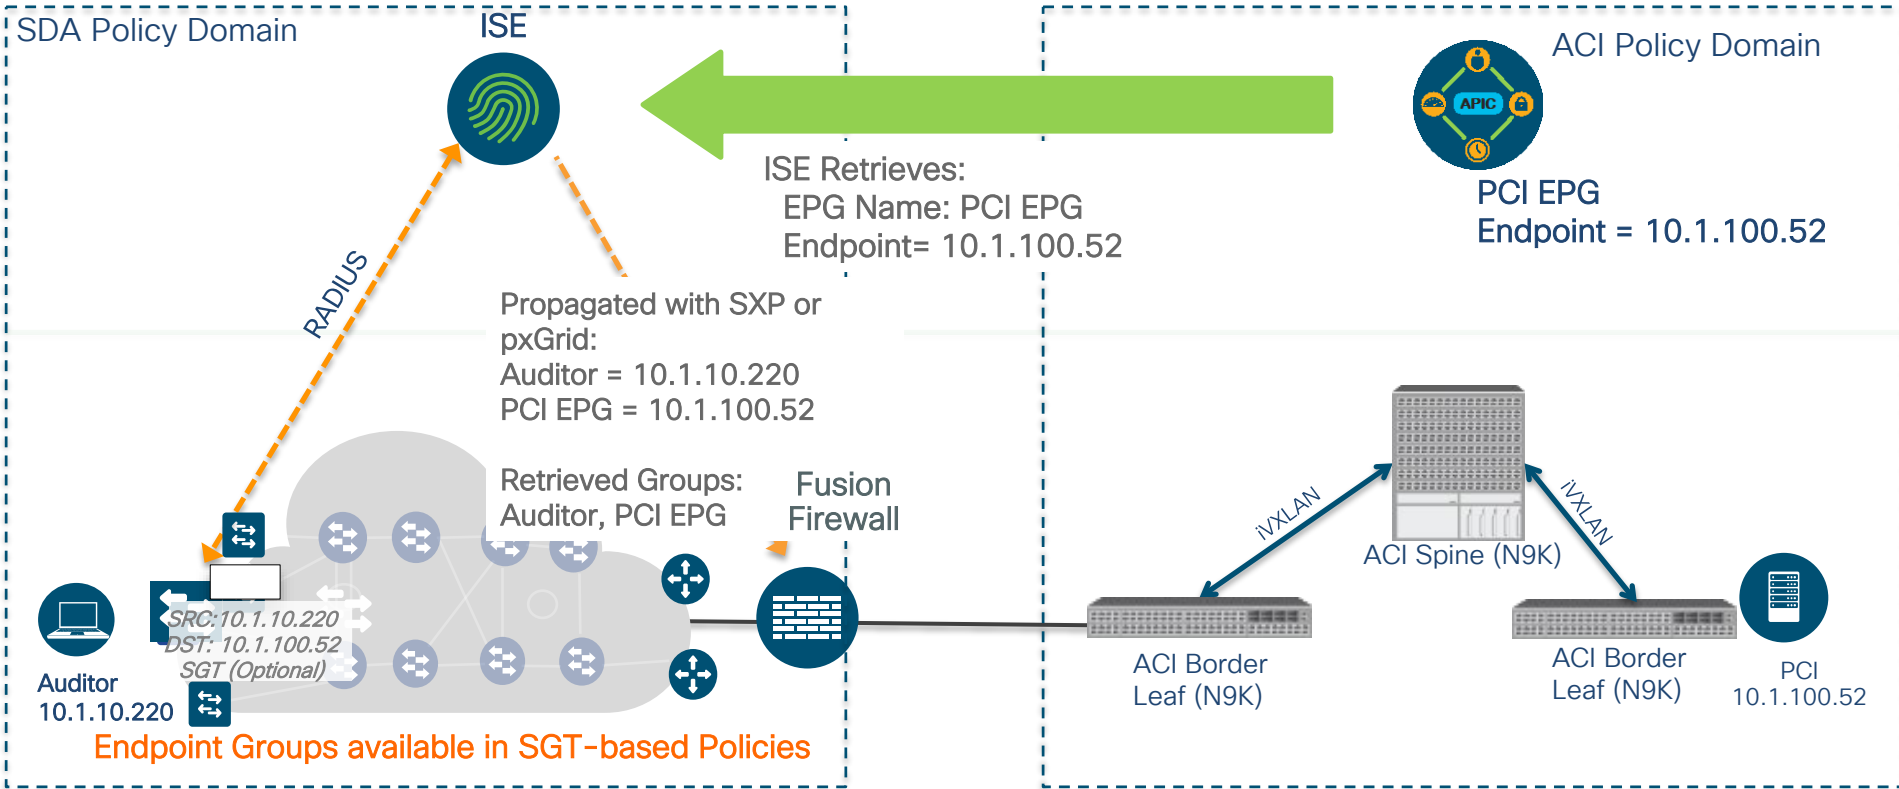 SDA Policy Domain
ISE
ACI Policy Domain
APIC
ISE Retrieves:
EPG Name: PCI EPG
Endpoint= 10.1.100.52
PCI EPG
Endpoint = 10.1.100.52
RADIUS
Propagated with SXP or
pxGrid:
Auditor = 10.1.10.220
PCI EPG = 10.1.100.52
Retrieved Groups:
Auditor, PCI EPG
Fusion
Firewall
iVXLAN
iVXLAN
ACI Spine (N9K)
SRC:10.1.10.220
DST: 10.1.100.52
SGT (Optional)
Auditor
10.1.10.220
ACI Border
Leaf (N9K)
ACI Border
Leaf (N9K)
PCI
10.1.100.52
Endpoint Groups available in SGT-based Policies